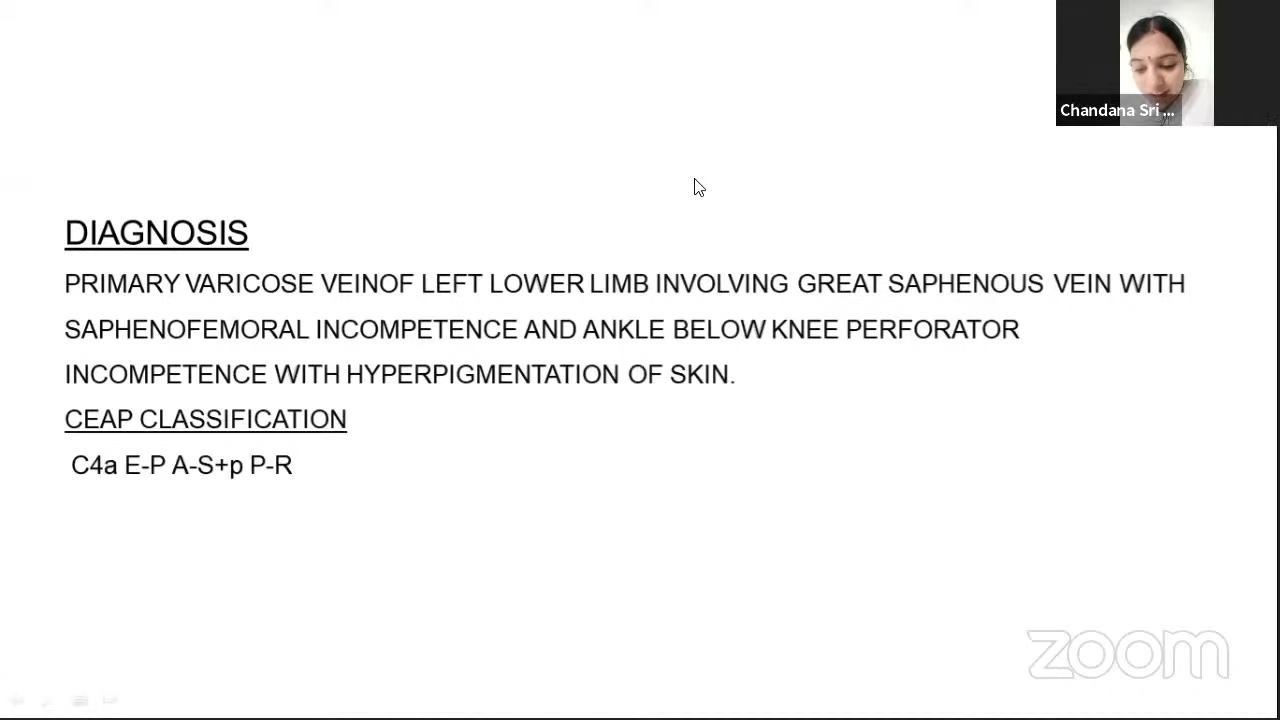 Chandana Sri ...
DIAGNOSIS
PRIMARY VARICOSE VEINOF LEFT LOWER LIMB INVOLVING GREAT SAPHENOUS VEIN WITH
SAPHENOFEMORAL INCOMPETENCE AND ANKLE BELOW KNEE PERFORATOR
INCOMPETENCE WITH HYPERPIGMENTATION OF SKIN.
CEAP CLASSIFICATION
C4a E-P A-S+p P-R
zoom